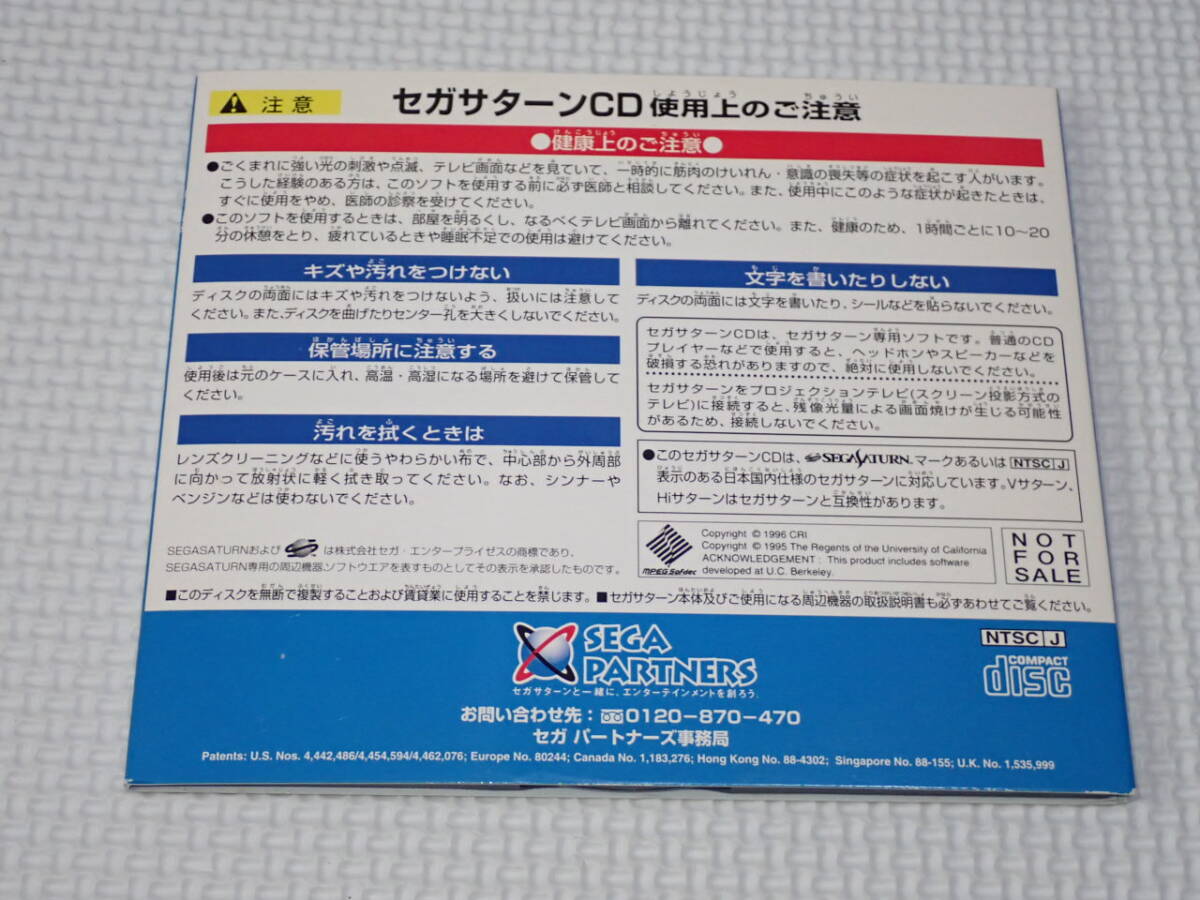 注意
セガサターンCD使用上のご注意
●健康上のご注意●
●ごくまれに強い光の刺激や点滅、テレビ画面などを見ていて、一時的に筋肉のけいれん・意識の喪失等の症状を起こす人がいます。
こうした経験のある方は、このソフトを使用する前に必ず医師と相談してください。また、使用中にこのような症状が起きたときは、
すぐに使用をやめ、医師の診察を受けてください。
●このソフトを使用するときは、部屋を明るくし、なるべくテレビ画面から離れてください。また、健康のため、1時間ごとに10〜20
分の休憩をとり、疲れているときや睡眠不足での使用は避けてください。
キズや汚れをつけない
ディスクの両面にはキズや汚れをつけないよう、扱いには注意して
ください。また、ディスクを曲げたりセンター孔を大きくしないでください。
保管場所に注意する
使用後は元のケースに入れ、高温・高湿になる場所を避けて保管して
ください。
汚れを拭くときは
レンズクリーニングなどに使うやわらかい布で、中心部から外周部
に向かって放射状に軽く拭き取ってください。なお、シンナーや
ベンジンなどは使わないでください。
文字を書いたりしない
ディスクの両面には文字を書いたり、シールなどを貼らないでください。
セガサターンCDは、セガサターン専用ソフトです。普通のCD
プレイヤーなどで使用すると、ヘッドホンやスピーカーなどを
破損する恐れがありますので、絶対に使用しないでください。
セガサターンをプロジェクションテレビ(スクリーン投影方式の
テレビ)に接続すると、残像光量による画面焼けが生じる可能性
があるため、接続しないでください。
●このセガサターンCDは、SEGASATURN™マークあるいはNTSC J
表示のある日本国内仕様のセガサターンに対応しています。Vサターン、
Hiサターンはセガサターンと互換性があります。
MPEG Sofdec
Copyright © 1996 CRI
Copyright © 1995 The Regents of the University of California
ACKNOWLEDGEMENT : This product includes software
developed at U.C. Berkeley.
NOT
FOR
SALE
SEGASATURNおよび は株式会社セガ・エンタープライゼスの商標であり、
SEGASATURN専用の周辺機器ソフトウエアを表すものとしてその表示を承認したものです。
■このディスクを無断で複製することおよび賃貸業に使用することを禁じます。■セガサターン本体及びご使用になる周辺機器の取扱説明書も必ずあわせてご覧ください。
SEGA
PARTNERS
セガサターンと一緒に、エンターテインメントを創ろう。
NTSC J
COMPACT
disc
お問い合わせ先：0120-870-470
セガ パートナーズ事務局
Patents: U.S. Nos. 4,442,486/4,454,594/4,462,076; Europe No. 80244; Canada No. 1,183,276; Hong Kong No. 88-4302; Singapore No. 88-155; U.K. No. 1,535,999